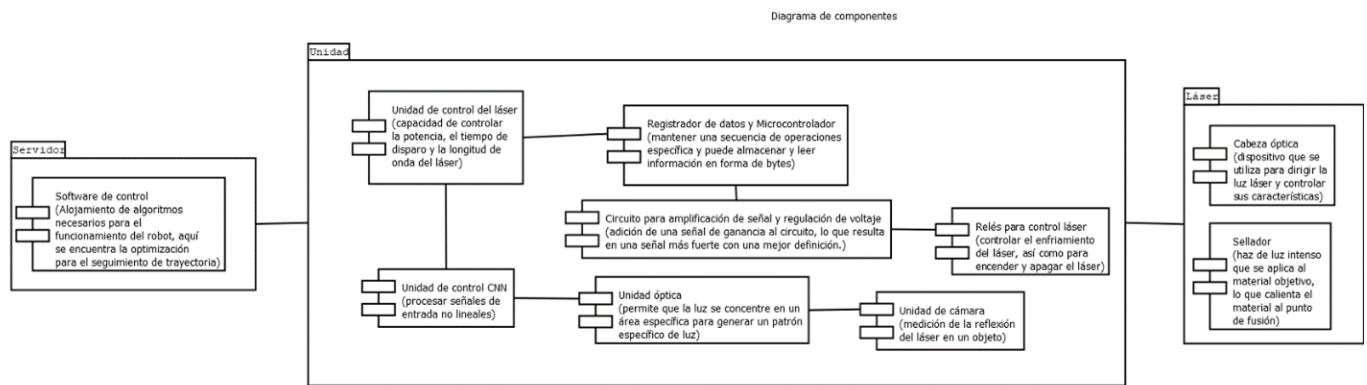 Diagrama de componentes
Unidad
Servidor
Software de control
(Alojamiento de algoritmos
necesarios para el
funcionamiento del robot, aquí
se encuentra la optimización
para el seguimiento de trayectoria)
Unidad de control del láser
(capacidad de controlar
la potencia, el tiempo de
disparo y la longitud de
onda del láser)
Registrador de datos y Microcontrolador
(mantener una secuencia de operaciones
específica y puede almacenar y leer
información en forma de bytes)
Circuito para amplificación de señal y regulación de voltaje
(adición de una señal de ganancia al circuito, lo que resulta
en una señal más fuerte con una mejor definición.)
Relés para control láser
(controlar el enfriamiento
del láser, así como para
encender y apagar el láser)
Unidad de control CNN
(procesar señales de
entrada no lineales)
Unidad óptica
(permite que la luz se concentre en un
área específica para generar un patrón
específico de luz)
Unidad de cámara
(medición de la reflexión
del láser en un objeto)
Láser
Cabeza óptica
(dispositivo que se
utiliza para dirigir la
luz láser y controlar
sus características)
Sellador
(haz de luz intenso
que se aplica al
material objetivo,
lo que calienta el
material al punto
de fusión)